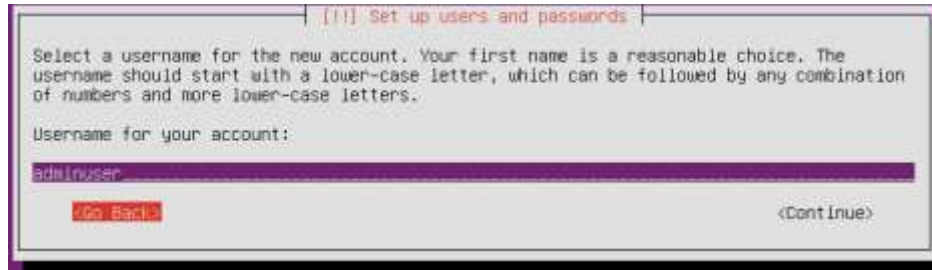 [!!] Set up users and passwords
Select a username for the new account. Your first name is a reasonable choice. The
username should start with a lower-case letter, which can be followed by any combination
of numbers and more lower-case letters.
Username for your account:
adminuser
<Go Back>
<Continue>